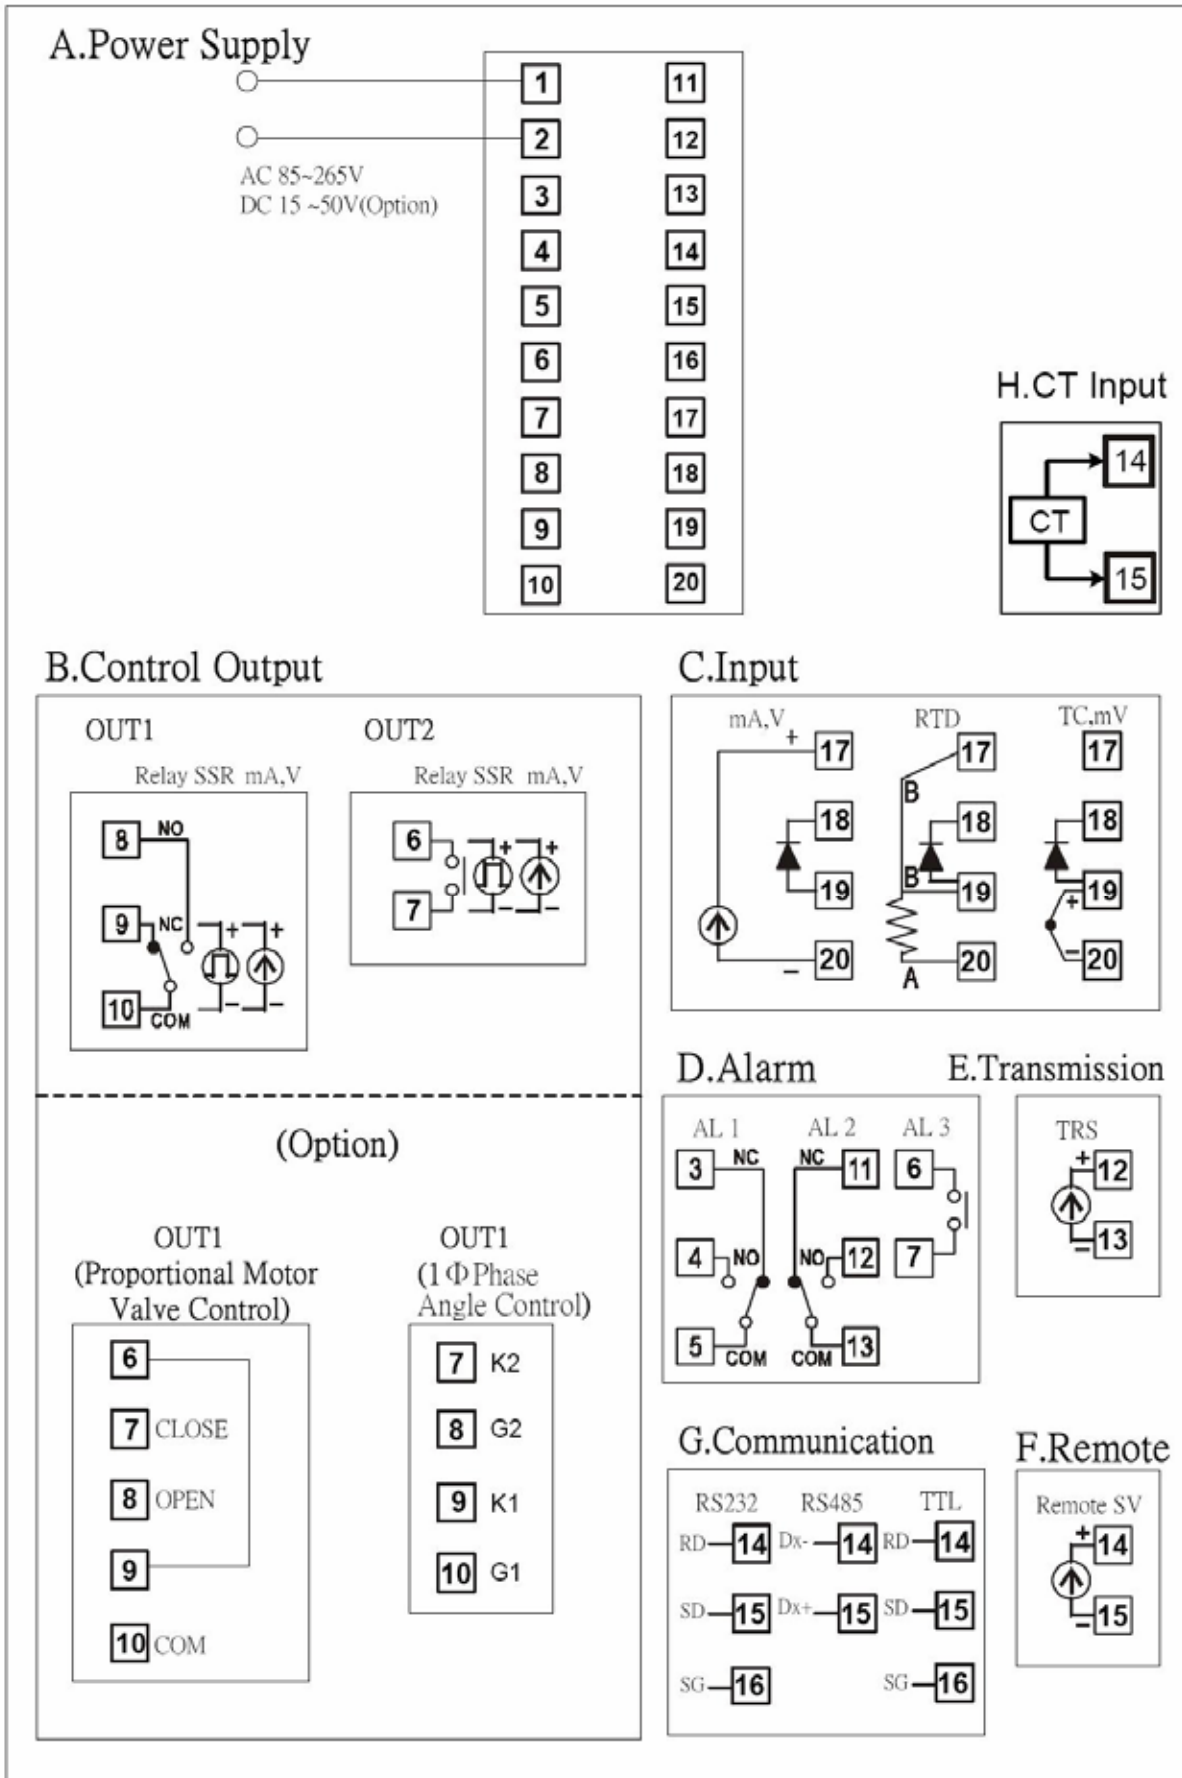 A.Power Supply
1 11
2 12
AC 85~265V
DC 15 ~50V(Option)
3 13
4 14
5 15
6 16
7 17
8 18
9 19
10 20
H.CT Input
14
CT
15
B.Control Output
OUT1
Relay SSR mA,V
8 NO
9 NC + +
10 COM - -
OUT2
Relay SSR mA,V
6 + +
7 - -
C.Input
mA,V RTD TC,mV
+ 17 17 17
B
18 18 18
B
19 19 + 19
- 20 A 20 - 20
(Option)
OUT1
(Proportional Motor
Valve Control)
6
7 CLOSE
8 OPEN
9
10 COM
OUT1
(1ΦPhase
Angle Control)
7 K2
8 G2
9 K1
10 G1
D.Alarm
AL 1 AL 2 AL 3
3 NC NC 11 6
4 NO NO 12 7
5 COM COM 13
E.Transmission
TRS
+ 12
- 13
G.Communication
RS232 RS485 TTL
RD 14 Dx- 14 RD 14
SD 15 Dx+ 15 SD 15
SG 16 SG 16
F.Remote
Remote SV
+ 14
- 15